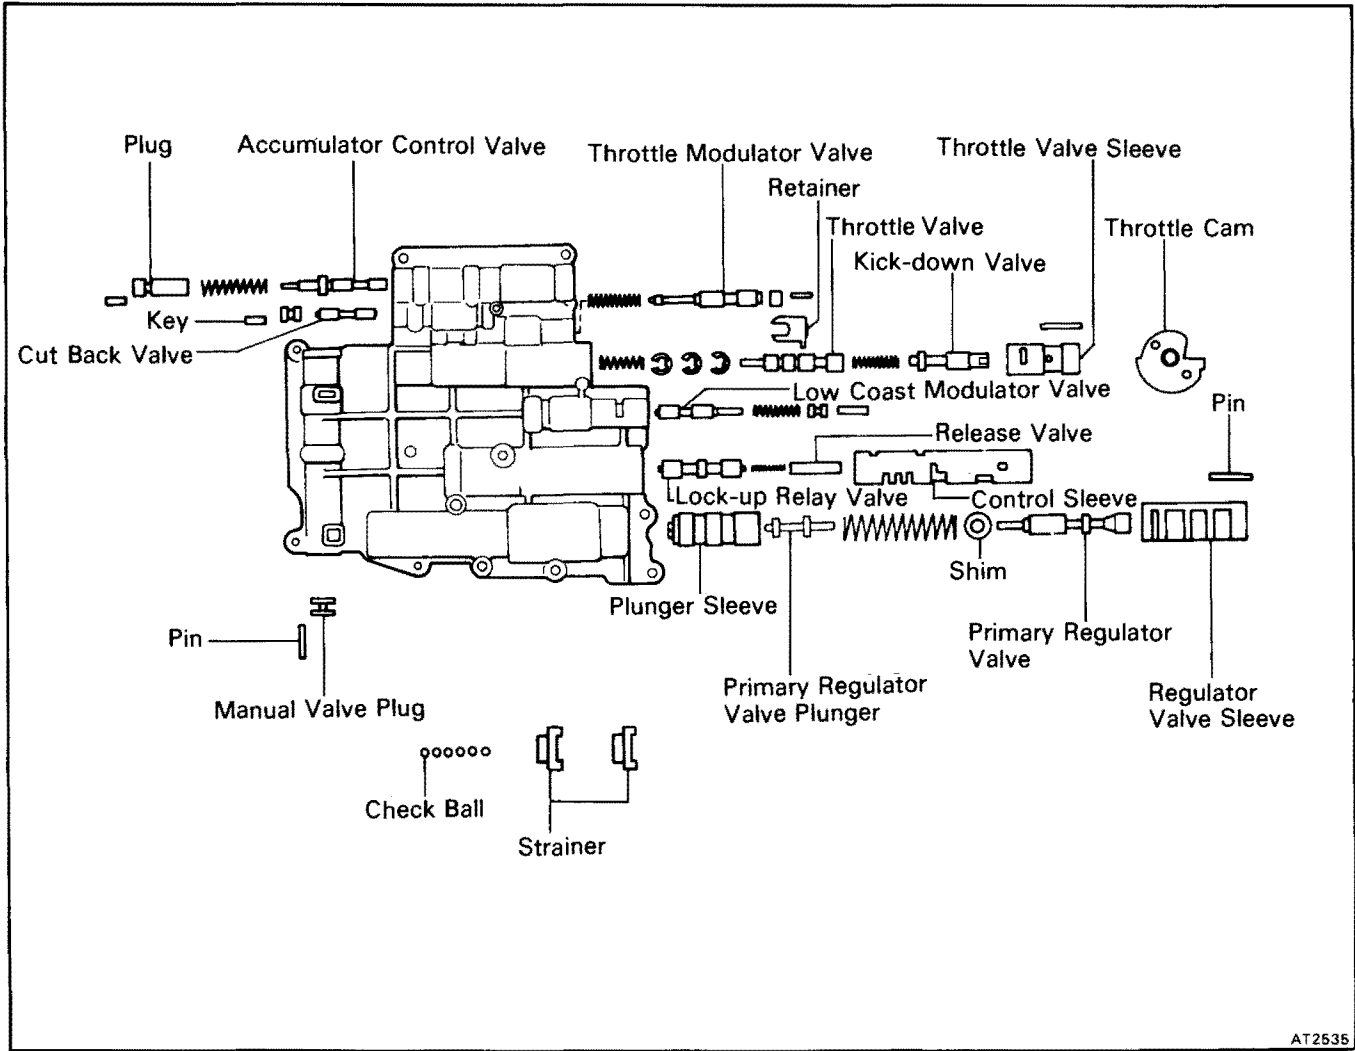 Plug
Accumulator Control Valve
Throttle Modulator Valve
Throttle Valve Sleeve
Retainer
Throttle Valve
Throttle Cam
Kick-down Valve
Key
Cut Back Valve
Low Coast Modulator Valve
Pin
Release Valve
Lock-up Relay Valve
Control Sleeve
Shim
Plunger Sleeve
Pin
Primary Regulator
Valve
Manual Valve Plug
Primary Regulator
Valve Plunger
Regulator
Valve Sleeve
Check Ball
Strainer
AT2535